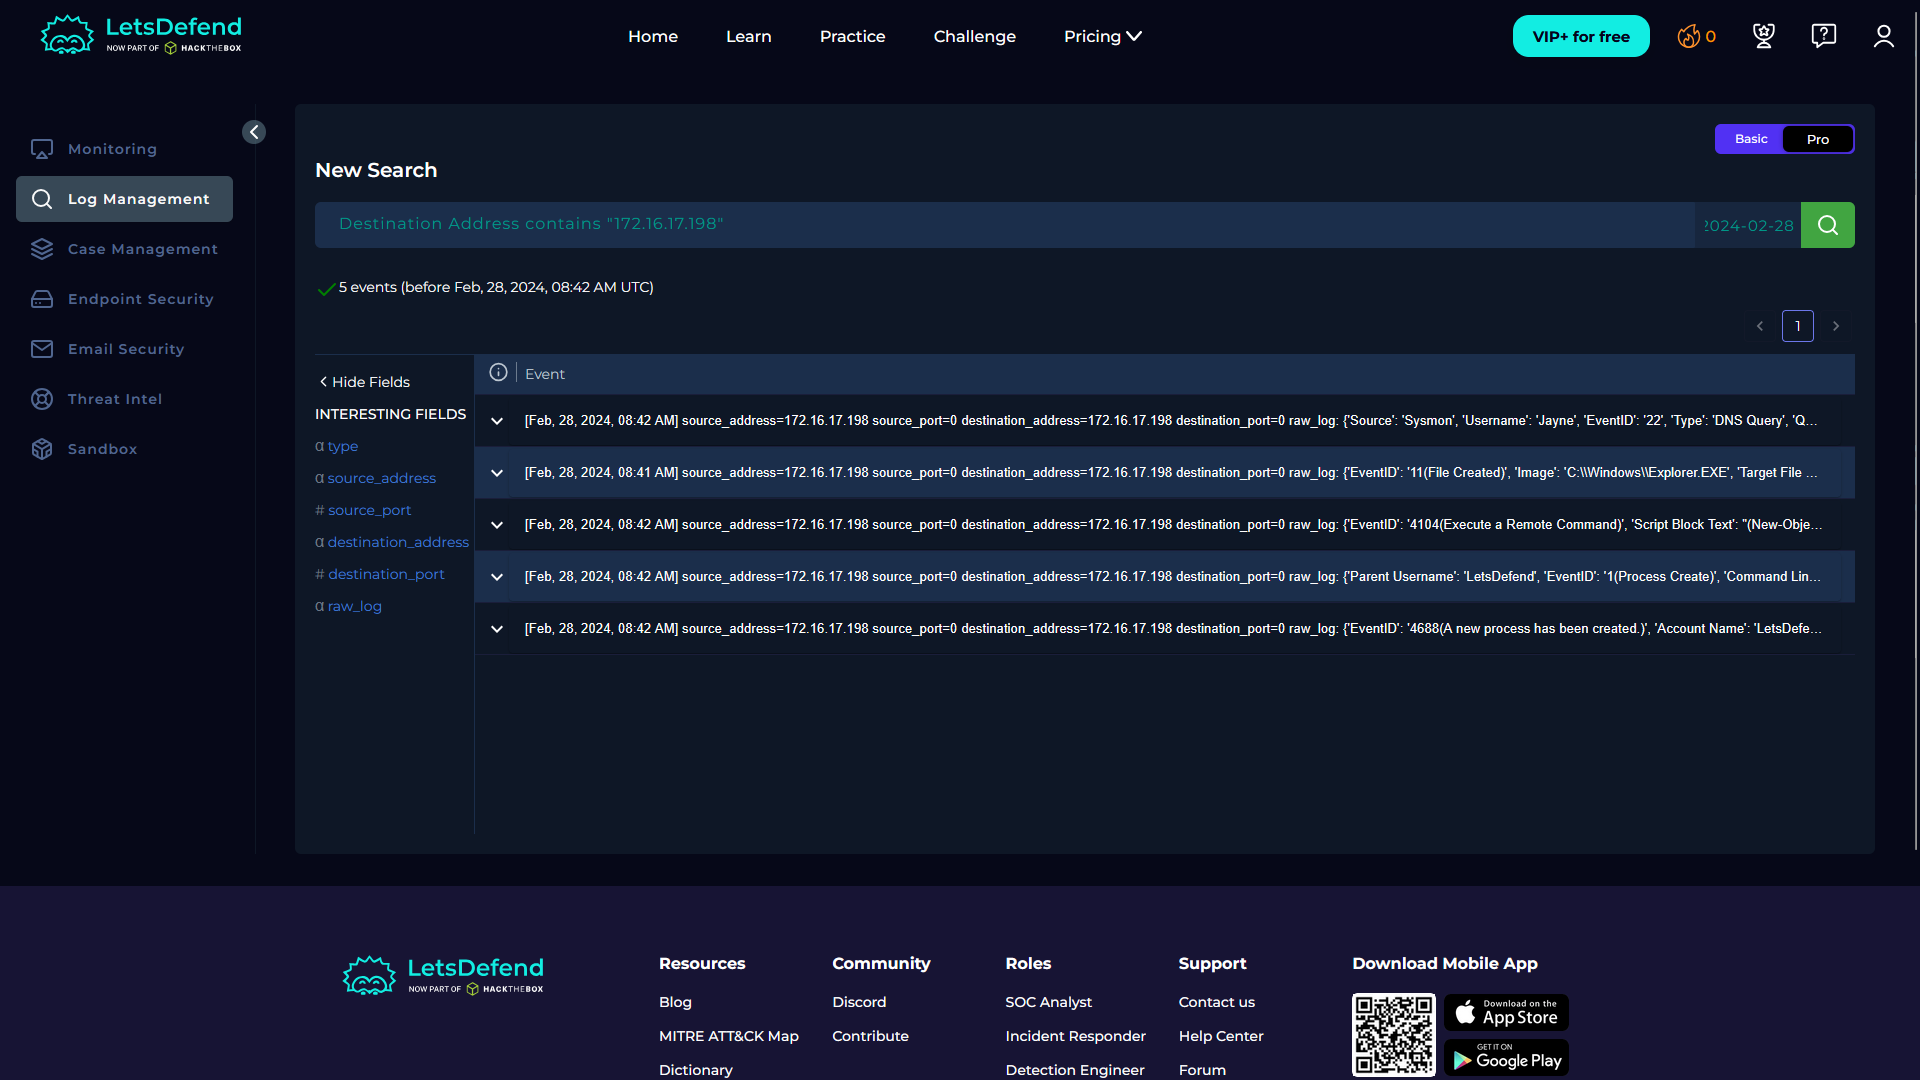 LetsDefend
NOW PART OF HACKTHEBOX
Home
Learn
Practice
Challenge
Pricing
VIP+ for free
0
Monitoring
Log Management
Case Management
Endpoint Security
Email Security
Threat Intel
Sandbox
Basic
Pro
New Search
Destination Address contains "172.16.17.198"
2024-02-28
5 events (before Feb, 28, 2024, 08:42 AM UTC)
1
Hide Fields
INTERESTING FIELDS
α type
α source_address
# source_port
α destination_address
# destination_port
α raw_log
Event
[Feb, 28, 2024, 08:42 AM] source_address=172.16.17.198 source_port=0 destination_address=172.16.17.198 destination_port=0 raw_log: {'Source': 'Sysmon', 'Username': 'Jayne', 'EventID': '22', 'Type': 'DNS Query', 'Q...
[Feb, 28, 2024, 08:41 AM] source_address=172.16.17.198 source_port=0 destination_address=172.16.17.198 destination_port=0 raw_log: {'EventID': '11(File Created)', 'Image': 'C:\\Windows\\Explorer.EXE', 'Target File ...
[Feb, 28, 2024, 08:42 AM] source_address=172.16.17.198 source_port=0 destination_address=172.16.17.198 destination_port=0 raw_log: {'EventID': '4104(Execute a Remote Command)', 'Script Block Text': "(New-Obje...
[Feb, 28, 2024, 08:42 AM] source_address=172.16.17.198 source_port=0 destination_address=172.16.17.198 destination_port=0 raw_log: {'Parent Username': 'LetsDefend', 'EventID': '1(Process Create)', 'Command Lin...
[Feb, 28, 2024, 08:42 AM] source_address=172.16.17.198 source_port=0 destination_address=172.16.17.198 destination_port=0 raw_log: {'EventID': '4688(A new process has been created.)', 'Account Name': 'LetsDefe...
LetsDefend
NOW PART OF HACKTHEBOX
Resources
Blog
MITRE ATT&CK Map
Dictionary
Community
Discord
Contribute
Roles
SOC Analyst
Incident Responder
Detection Engineer
Support
Contact us
Help Center
Forum
Download Mobile App
Download on the
App Store
GET IT ON
Google Play